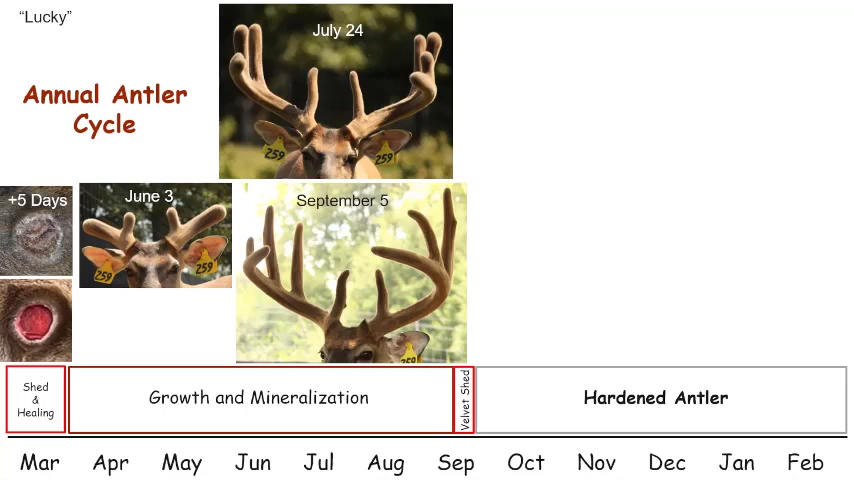 “Lucky”
July 24
Annual Antler
Cycle
259
259
+5 Days
June 3
September 5
259
259
259
Shed
&
Healing
Growth and Mineralization
Velvet Shed
Hardened Antler
Mar Apr May Jun Jul Aug Sep Oct Nov Dec Jan Feb